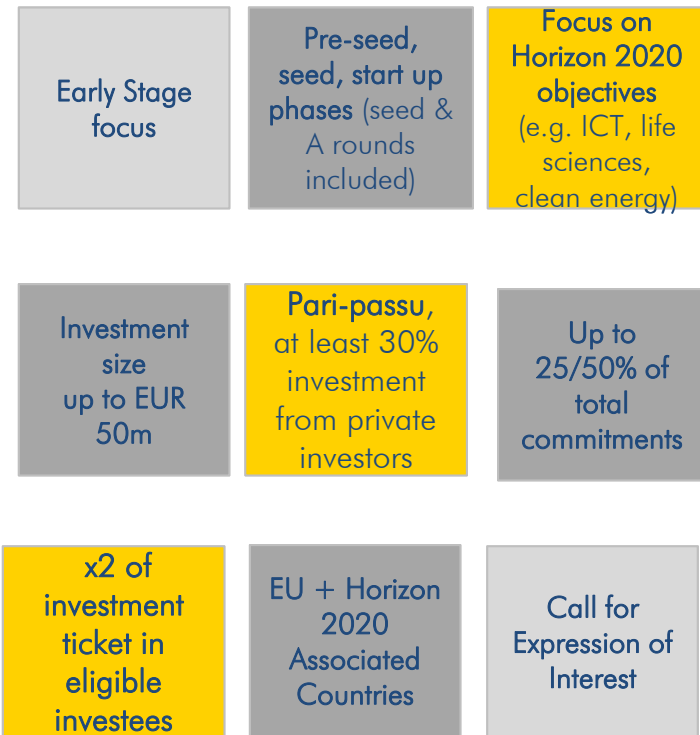 Early Stage
focus
Pre-seed,
seed, start up
phases (seed &
A rounds
included)
Focus on
Horizon 2020
objectives
(e.g. ICT, life
sciences,
clean energy)
Investment
size
up to EUR
50m
Pari-passu,
at least 30%
investment
from private
investors
Up to
25/50% of
total
commitments
x2 of
investment
ticket in
eligible
investees
EU + Horizon
2020
Associated
Countries
Call for
Expression of
Interest